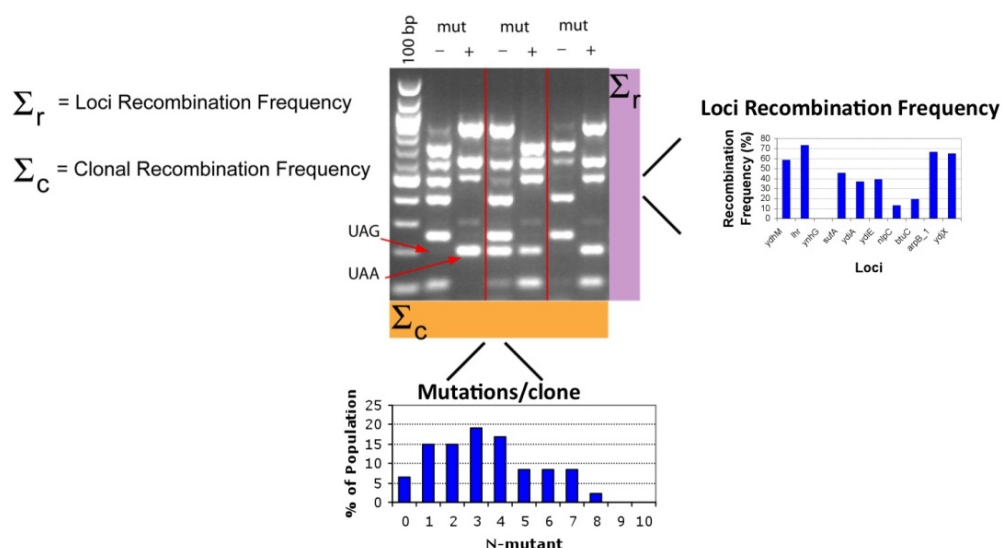 100 bp
mut mut mut
− + − + − +
Σr = Loci Recombination Frequency
Σc = Clonal Recombination Frequency
Σr
UAG
UAA
Σc
Loci Recombination Frequency
Recombination
Frequency (%)
80
70
60
50
40
30
20
10
0
ydhM lhr ynhG sufA ydiA ydiE nlpC btuC arpB_1 ydjX
Loci
Mutations/clone
% of Population
25
20
15
10
5
0
0 1 2 3 4 5 6 7 8 9 10
N-mutant